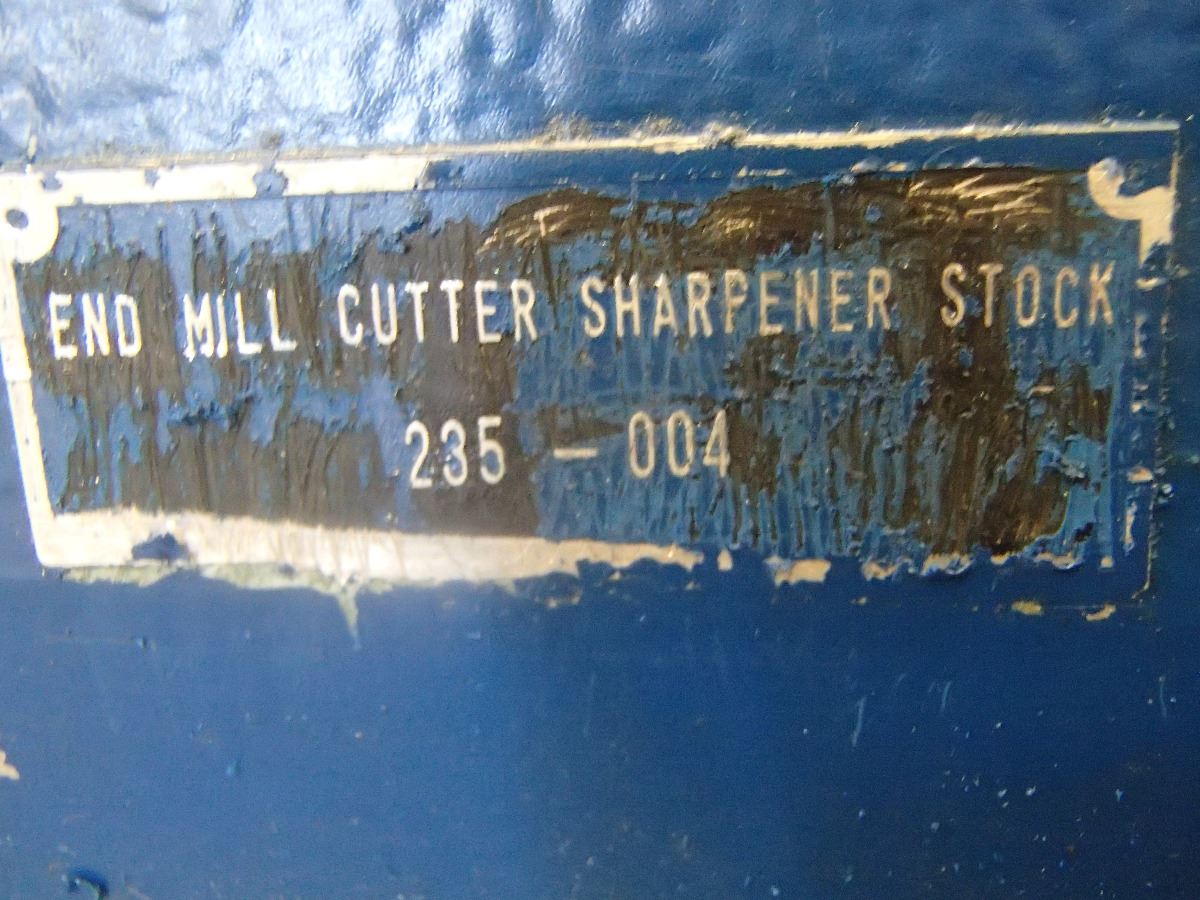 END MILL CUTTER SHARPENER STOCK
235 — 004